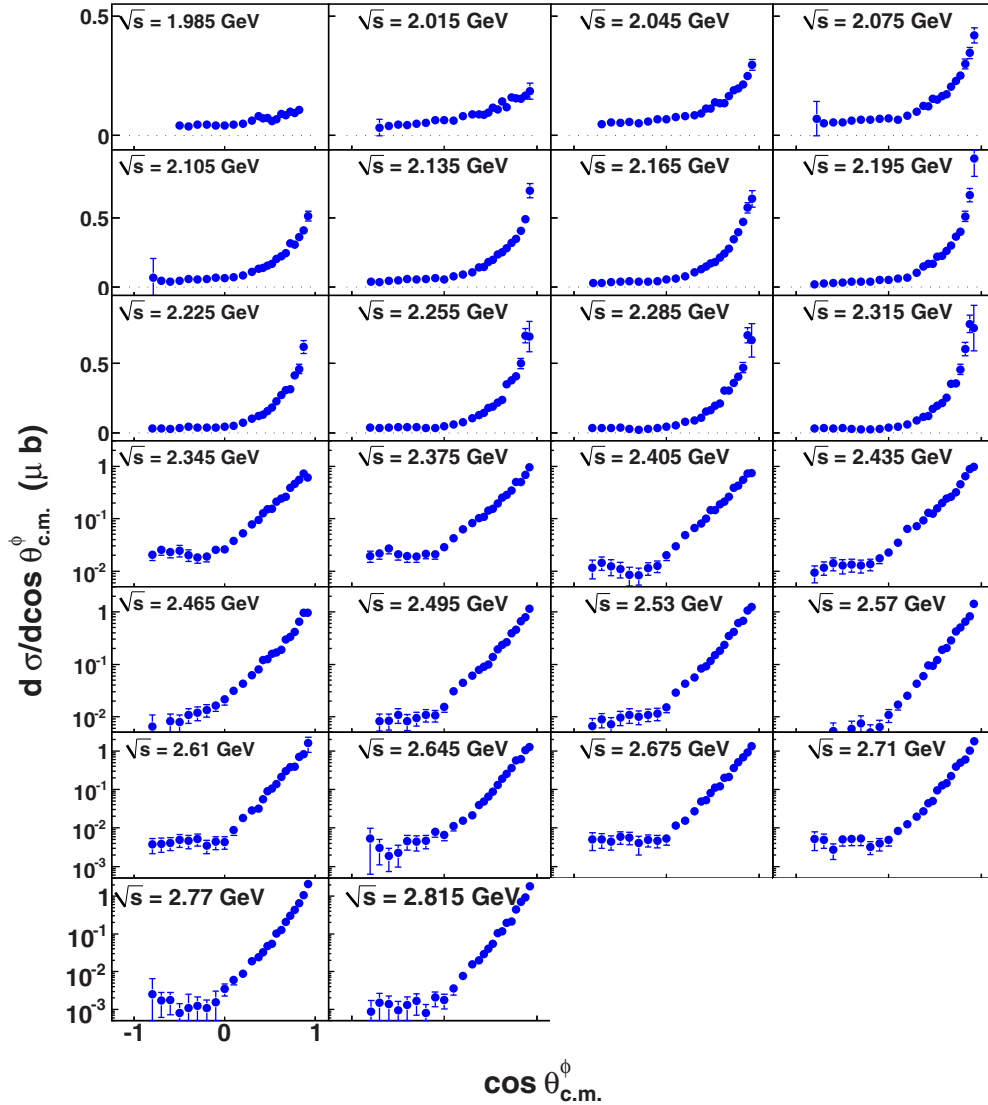 √s = 1.985 GeV √s = 2.015 GeV √s = 2.045 GeV √s = 2.075 GeV
0.5
0
√s = 2.105 GeV √s = 2.135 GeV √s = 2.165 GeV √s = 2.195 GeV
0.5
0
√s = 2.225 GeV √s = 2.255 GeV √s = 2.285 GeV √s = 2.315 GeV
0.5
0
√s = 2.345 GeV √s = 2.375 GeV √s = 2.405 GeV √s = 2.435 GeV
1
10⁻¹
10⁻²
√s = 2.465 GeV √s = 2.495 GeV √s = 2.53 GeV √s = 2.57 GeV
1
10⁻¹
10⁻²
√s = 2.61 GeV √s = 2.645 GeV √s = 2.675 GeV √s = 2.71 GeV
1
10⁻¹
10⁻²
10⁻³
√s = 2.77 GeV √s = 2.815 GeV
1
10⁻¹
10⁻²
10⁻³
-1 0 1
d σ/dcos θ^ϕ_c.m. (μ b)
cos θ^ϕ_c.m.